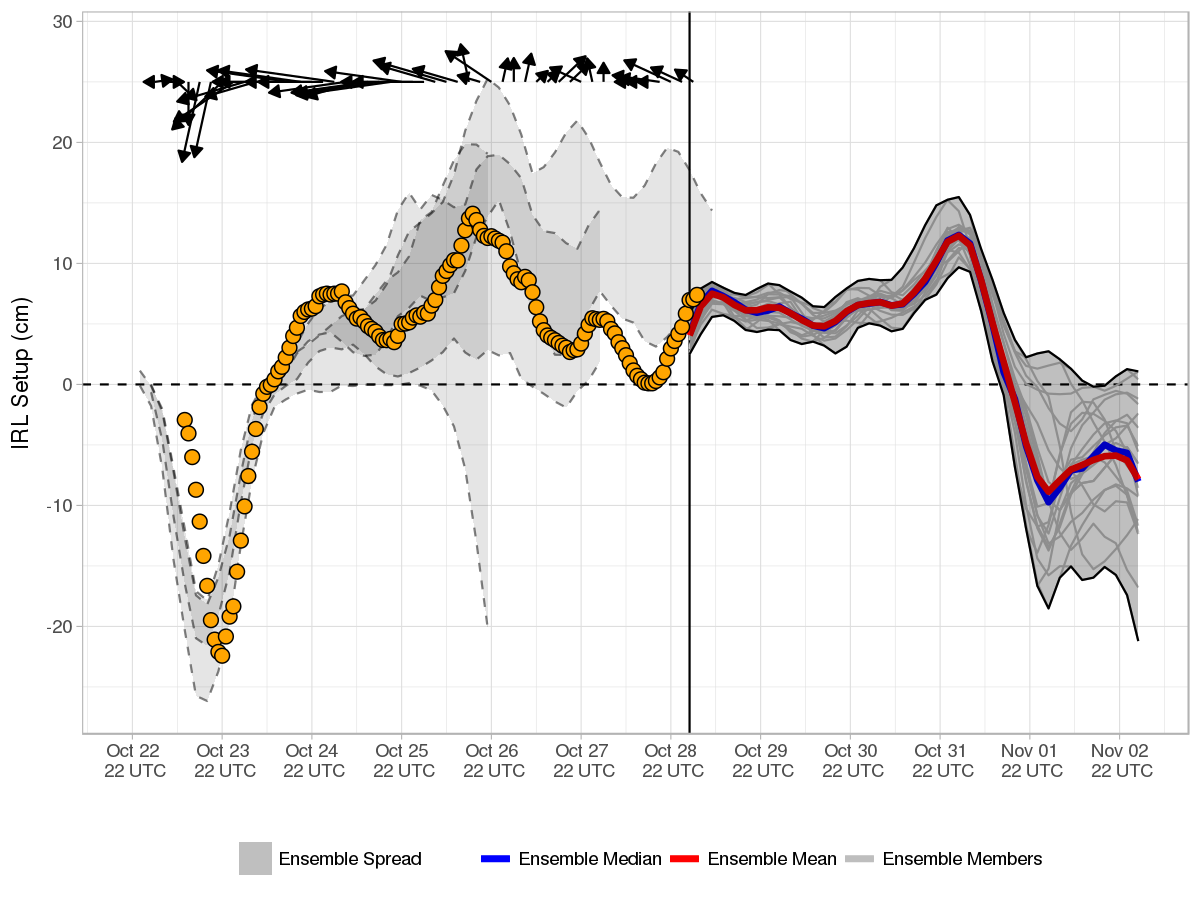 30
20
10
0
-10
-20
IRL Setup (cm)
Oct 22 Oct 23 Oct 24 Oct 25 Oct 26 Oct 27 Oct 28 Oct 29 Oct 30 Oct 31 Nov 01 Nov 02
22 UTC 22 UTC 22 UTC 22 UTC 22 UTC 22 UTC 22 UTC 22 UTC 22 UTC 22 UTC 22 UTC 22 UTC
Ensemble Spread Ensemble Median Ensemble Mean Ensemble Members